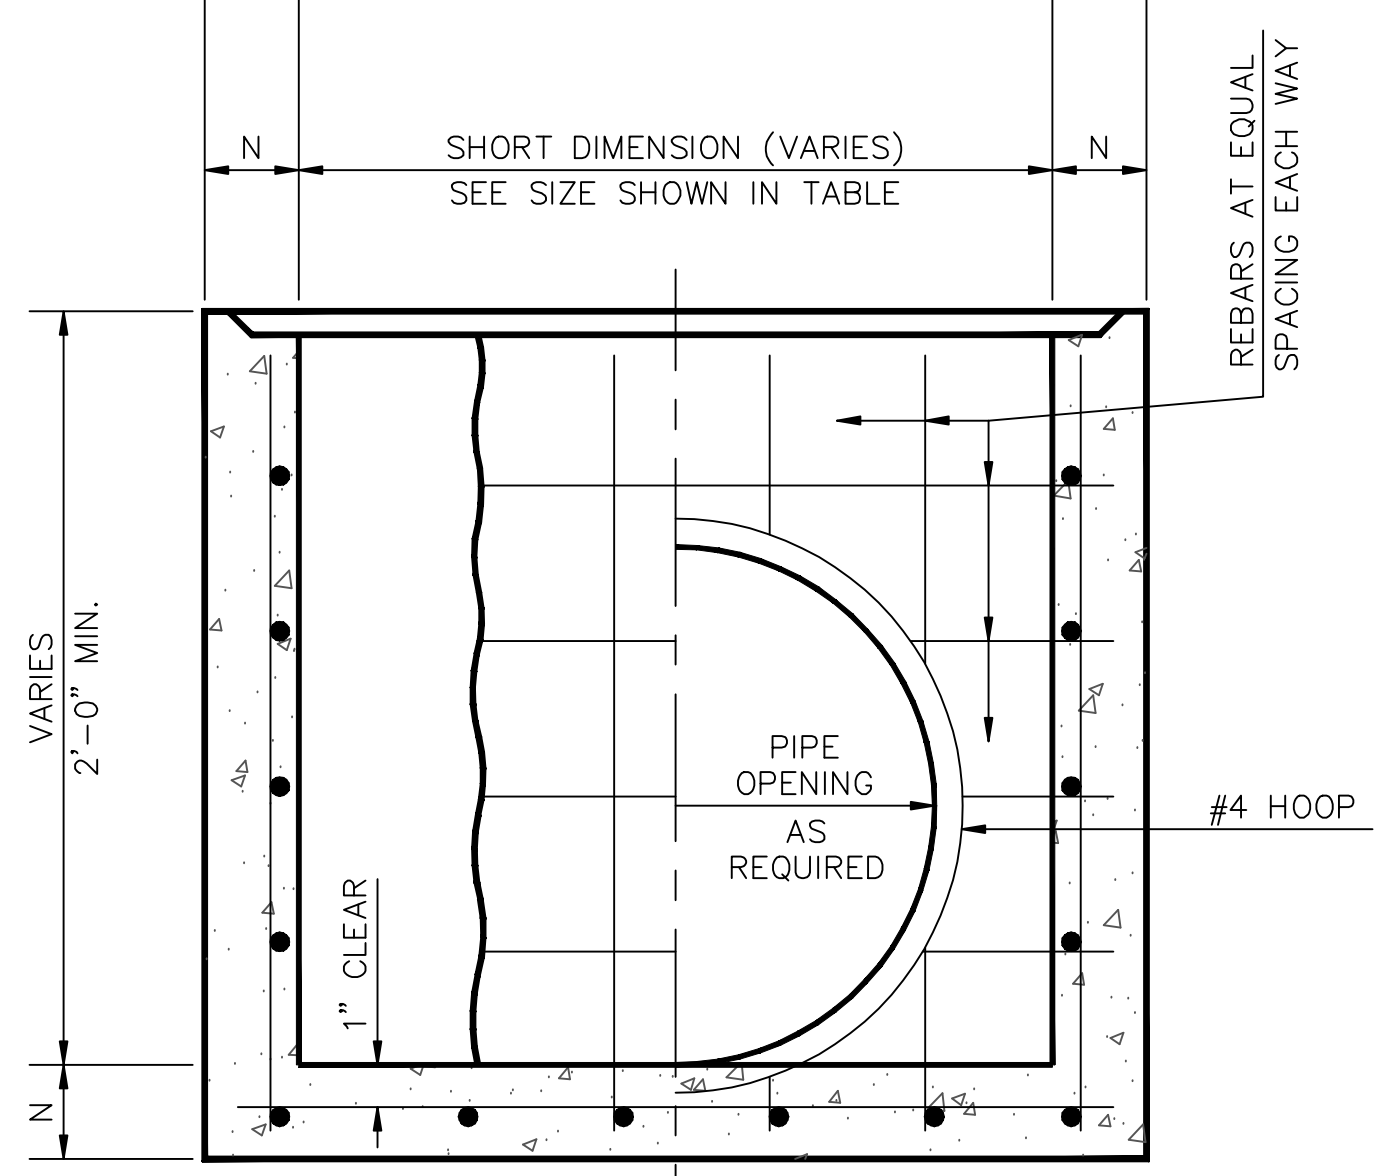 N
SHORT DIMENSION (VARIES)
SEE SIZE SHOWN IN TABLE
N
REBARS AT EQUAL
SPACING EACH WAY
VARIES
2'-0" MIN.
PIPE
OPENING
AS
REQUIRED
#4 HOOP
1" CLEAR
N